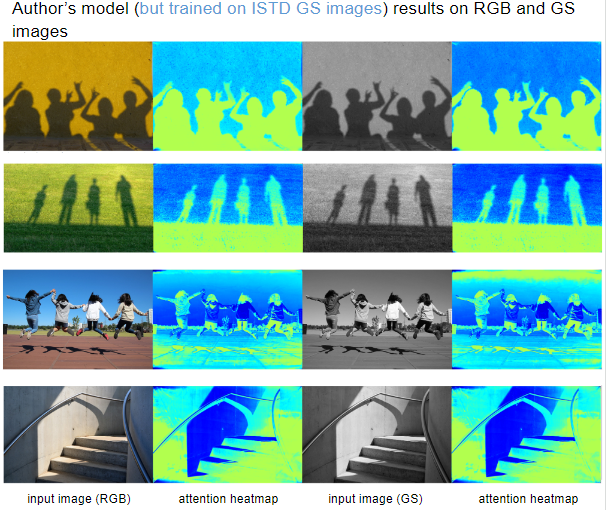 Author’s model (but trained on ISTD GS images) results on RGB and GS
images
input image (RGB)
attention heatmap
input image (GS)
attention heatmap